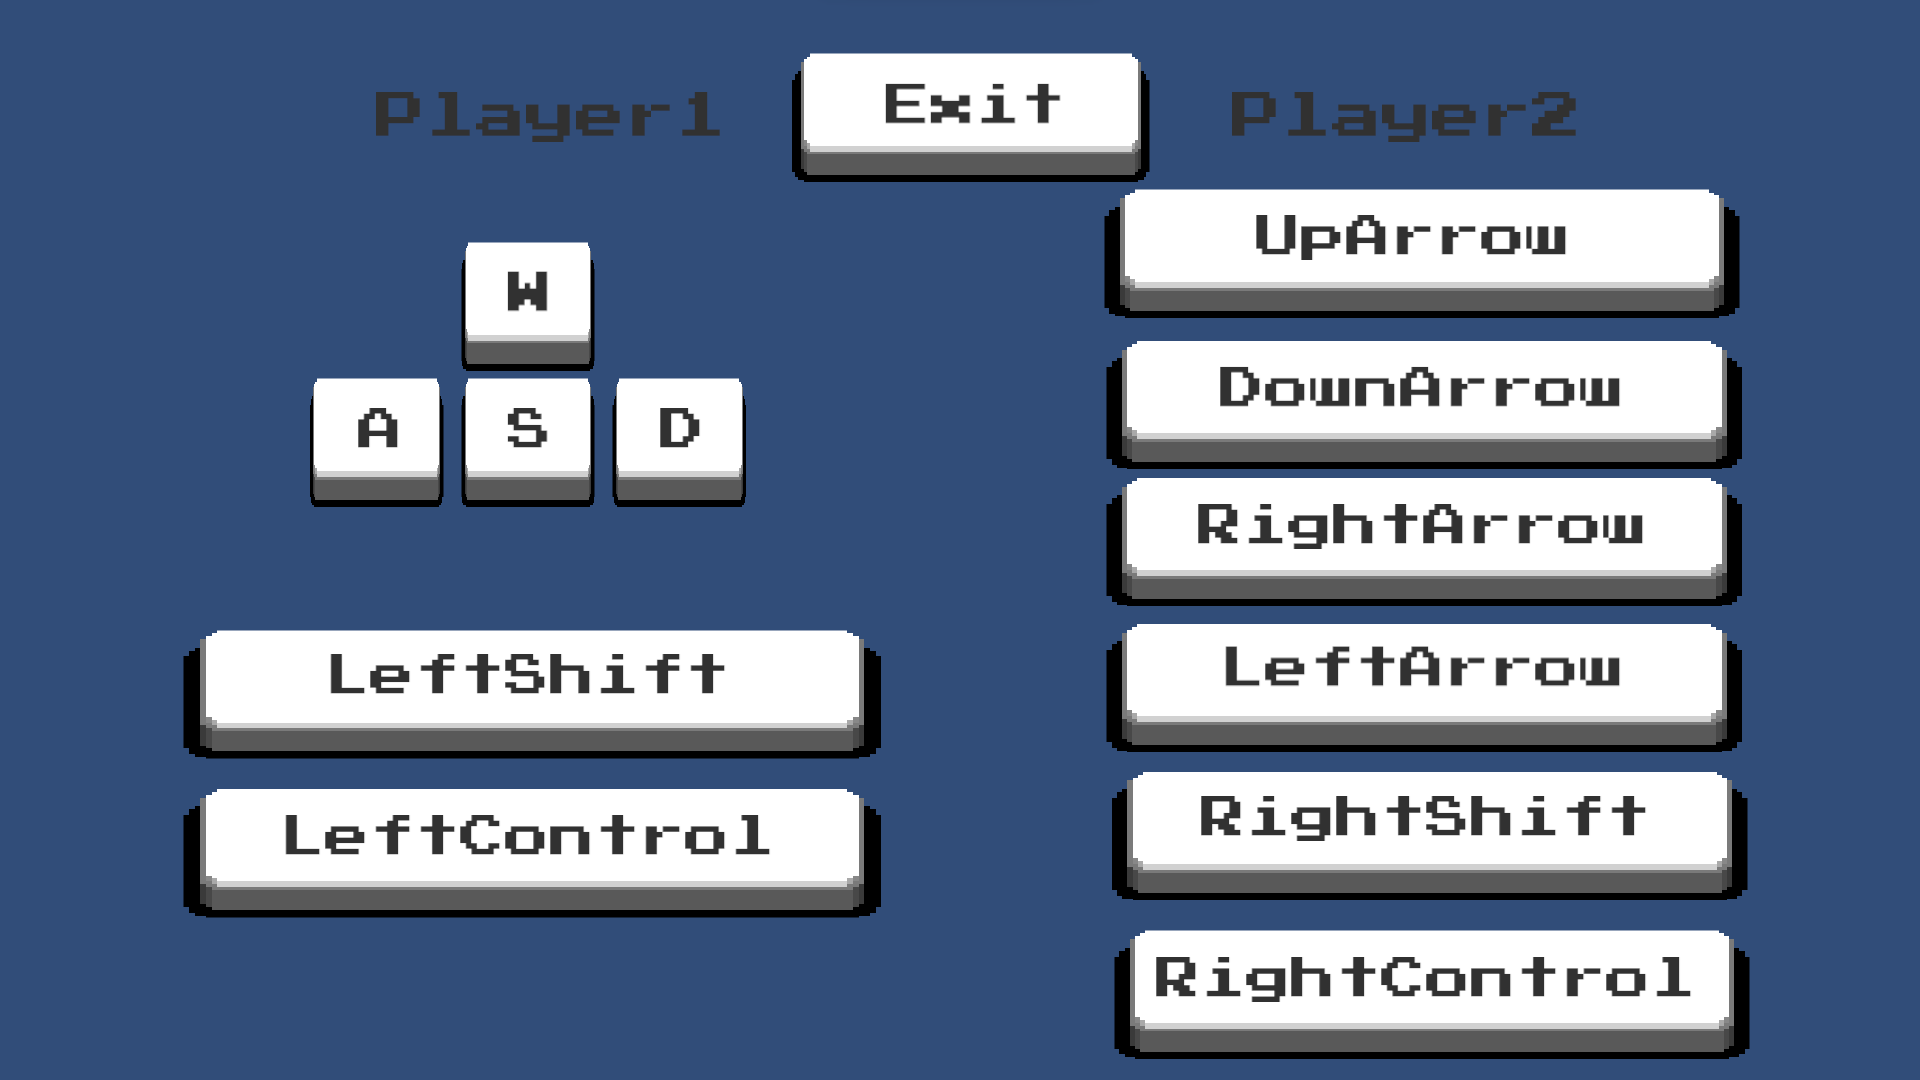 Player1
Exit
Player2
W
A S D
LeftShift
LeftControl
UpArrow
DownArrow
RightArrow
LeftArrow
RightShift
RightControl